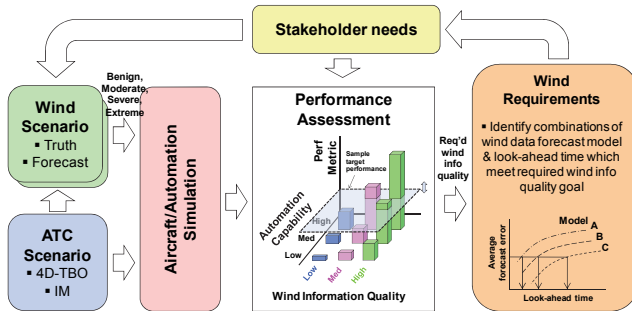 Stakeholder needs
Wind
Scenario
▪ Truth
▪ Forecast
Benign,
Moderate,
Severe,
Extreme
ATC
Scenario
▪ 4D-TBO
▪ IM
Aircraft/Automation
Simulation
Performance
Assessment
Perf
Metric
Sample
target
performance
Automation
Capability
High
Med
Low
Low
Med
High
Wind Information Quality
Req'd
wind
info
quality
Wind
Requirements
▪ Identify combinations of
wind data forecast model
& look-ahead time which
meet required wind info
quality goal
Model
A
B
C
Average
forecast error
Look-ahead time